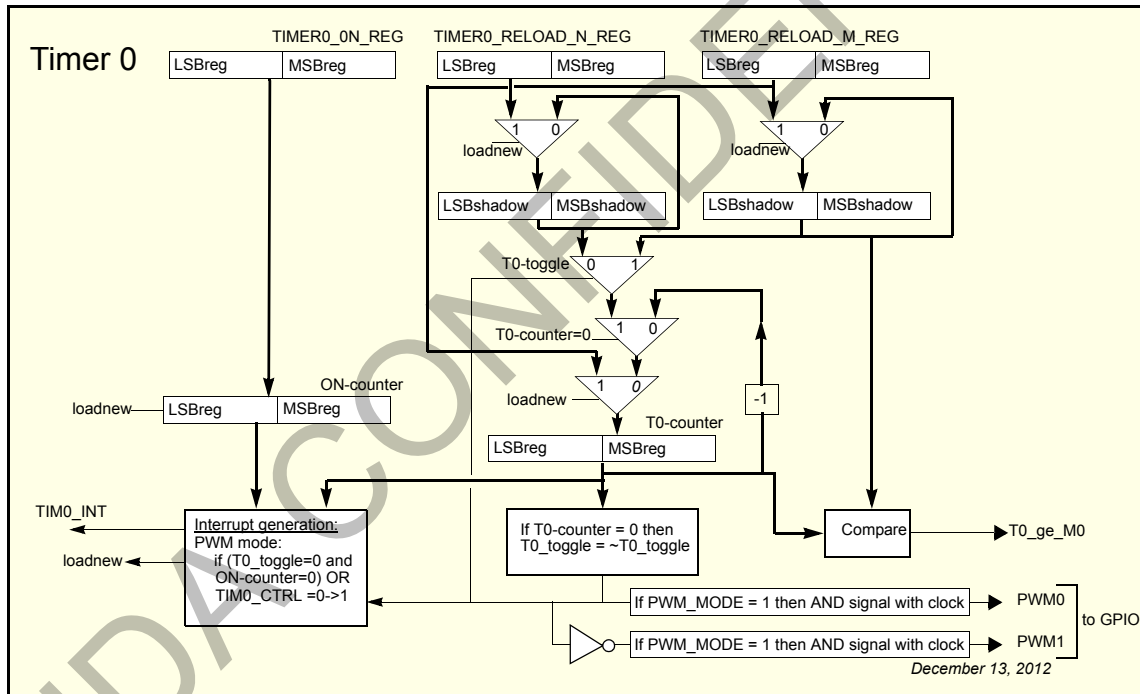 Timer 0
TIMER0_0N_REG
TIMER0_RELOAD_N_REG
TIMER0_RELOAD_M_REG
LSBreg MSBreg
LSBreg MSBreg
LSBreg MSBreg
1 0
loadnew
1 0
loadnew
LSBshadow MSBshadow
LSBshadow MSBshadow
T0-toggle
0 1
T0-counter=0
1 0
1 0
loadnew
-1
ON-counter
loadnew
LSBreg MSBreg
T0-counter
LSBreg MSBreg
TIM0_INT
loadnew
Interrupt generation:
PWM mode:
if (T0_toggle=0 and
ON-counter=0) OR
TIM0_CTRL =0->1
If T0-counter = 0 then
T0_toggle = ~T0_toggle
Compare
T0_ge_M0
If PWM_MODE = 1 then AND signal with clock
PWM0
If PWM_MODE = 1 then AND signal with clock
PWM1
to GPIO
December 13, 2012
IDA CONFIDE